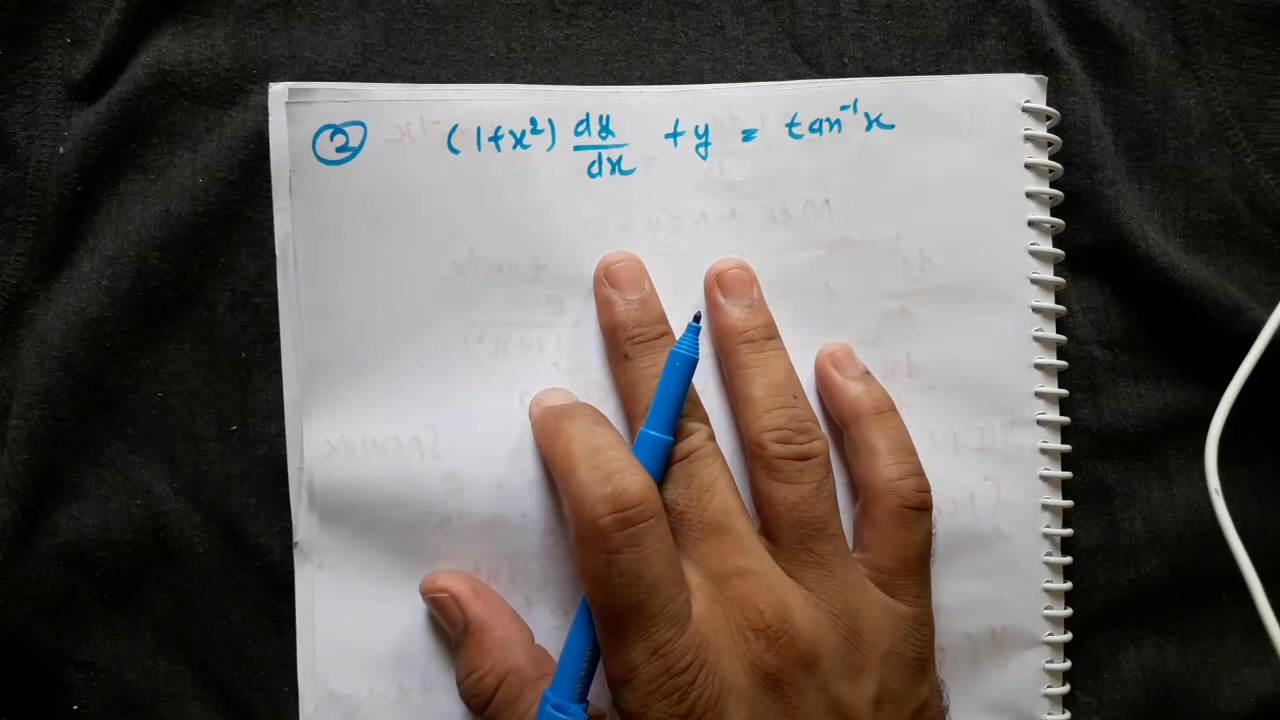 ② (1+x²) dy/dx + y = tan⁻¹x